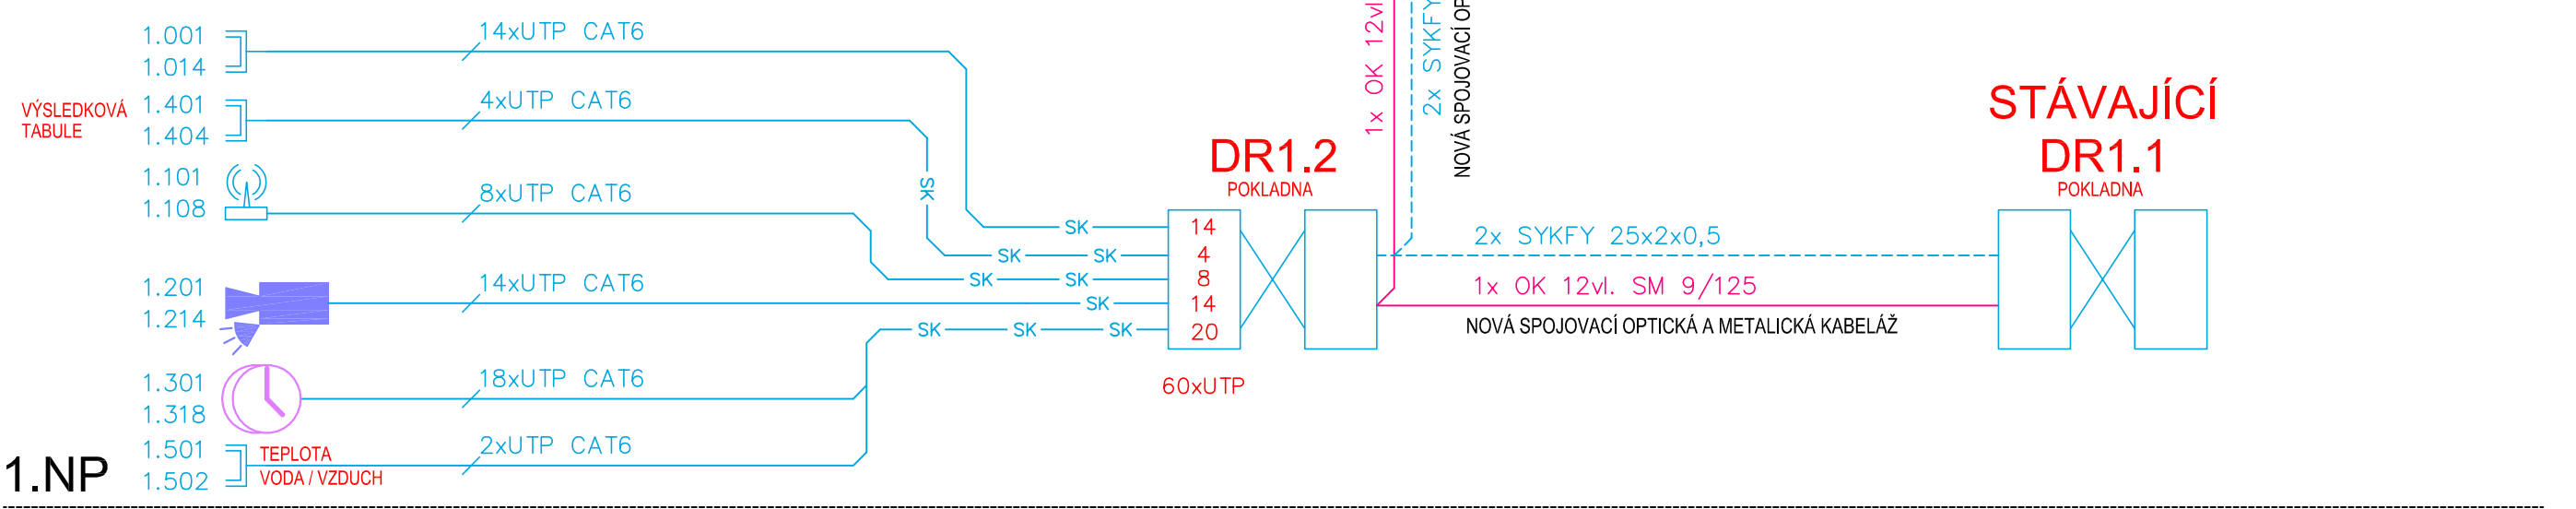 1.001
1.014
14xUTP CAT6
VÝSLEDKOVÁ
TABULE
1.401
1.404
4xUTP CAT6
1.101
1.108
8xUTP CAT6
1.201
1.214
14xUTP CAT6
1.301
1.318
18xUTP CAT6
1.501
1.502
TEPLOTA
VODA / VZDUCH
2xUTP CAT6
1.NP
SK
SK
SK SK
SK SK
SK
SK SK SK
DR1.2
POKLADNA
14
4
8
14
20
60xUTP
1x OK 12vl
2x SYKFY
NOVÁ SPOJOVACÍ
2x SYKFY 25x2x0,5
1x OK 12vl. SM 9/125
NOVÁ SPOJOVACÍ OPTICKÁ A METALICKÁ KABELÁŽ
STÁVAJÍCÍ
DR1.1
POKLADNA